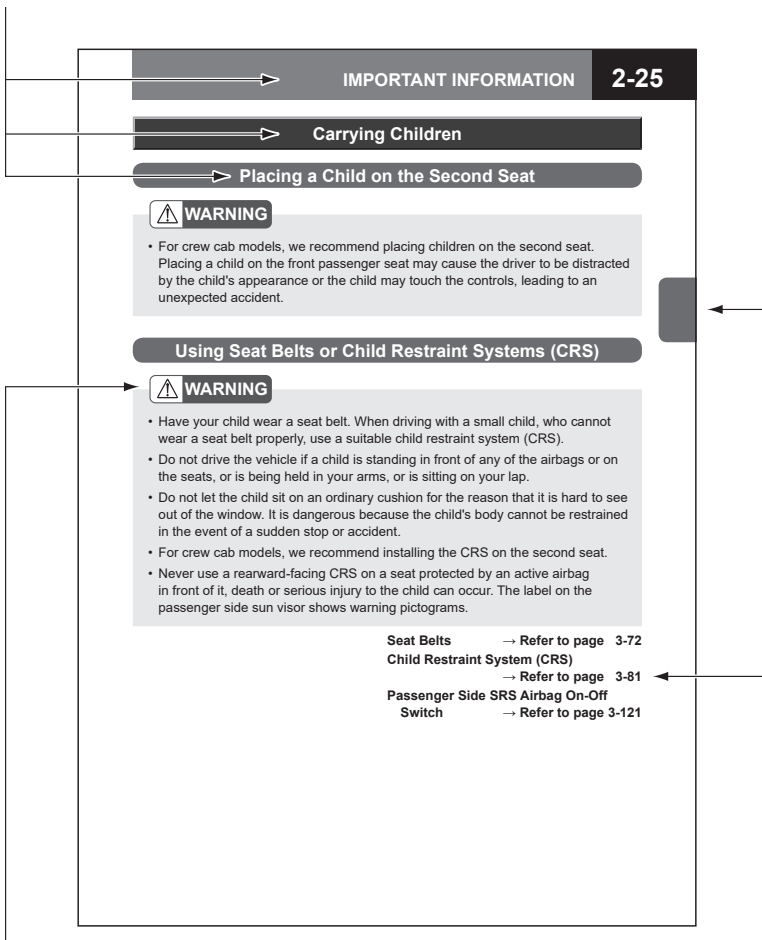 IMPORTANT INFORMATION 2-25
Carrying Children
Placing a Child on the Second Seat
WARNING
• For crew cab models, we recommend placing children on the second seat.
Placing a child on the front passenger seat may cause the driver to be distracted
by the child's appearance or the child may touch the controls, leading to an
unexpected accident.
Using Seat Belts or Child Restraint Systems (CRS)
WARNING
• Have your child wear a seat belt. When driving with a small child, who cannot
wear a seat belt properly, use a suitable child restraint system (CRS).
• Do not drive the vehicle if a child is standing in front of any of the airbags or on
the seats, or is being held in your arms, or is sitting on your lap.
• Do not let the child sit on an ordinary cushion for the reason that it is hard to see
out of the window. It is dangerous because the child's body cannot be restrained
in the event of a sudden stop or accident.
• For crew cab models, we recommend installing the CRS on the second seat.
• Never use a rearward-facing CRS on a seat protected by an active airbag
in front of it, death or serious injury to the child can occur. The label on the
passenger side sun visor shows warning pictograms.
Seat Belts → Refer to page 3-72
Child Restraint System (CRS)
→ Refer to page 3-81
Passenger Side SRS Airbag On-Off
Switch → Refer to page 3-121